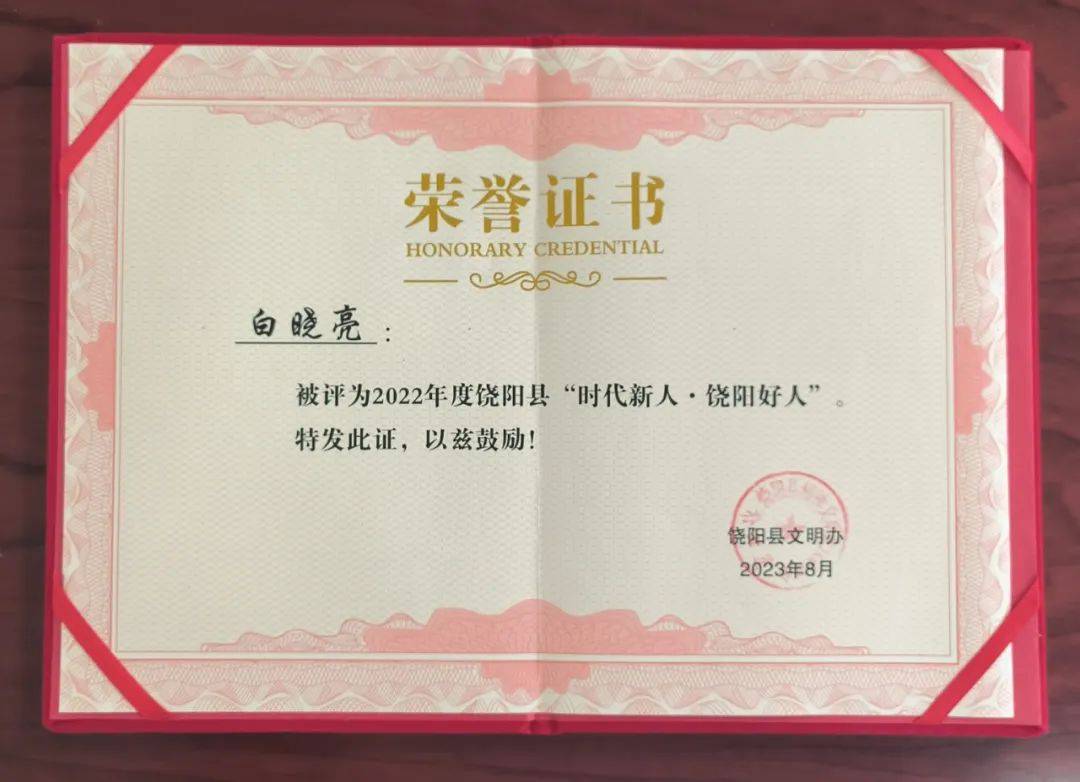 荣誉证书
HONORARY CREDENTIAL
白晓亮：
被评为2022年度饶阳县“时代新人·饶阳好人”。
特发此证，以兹鼓励！
饶阳县文明办
2023年8月